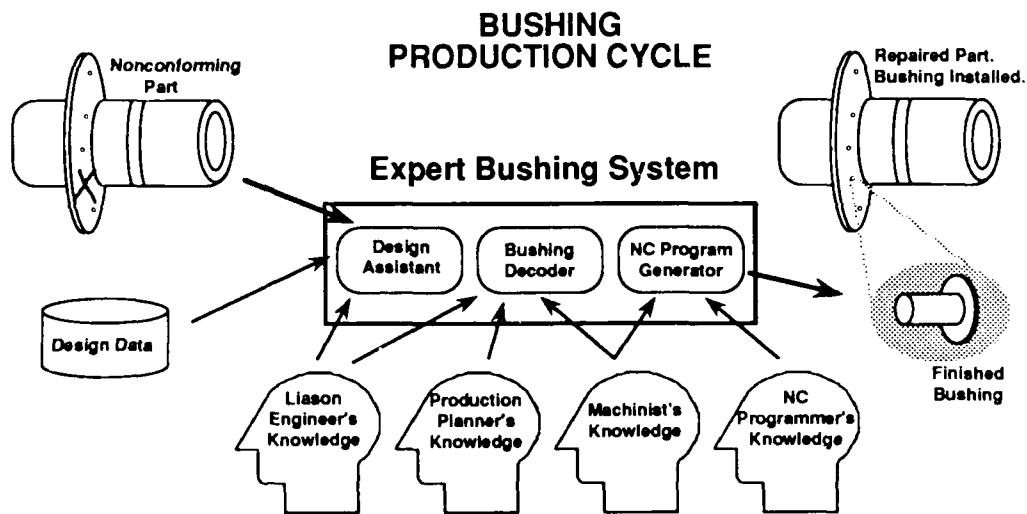 BUSHING
PRODUCTION CYCLE
Nonconforming
Part
Repaired Part.
Bushing Installed.
Expert Bushing System
Design
Assistant
Bushing
Decoder
NC Program
Generator
Design Data
Finished
Bushing
Liason
Engineer's
Knowledge
Production
Planner's
Knowledge
Machinist's
Knowledge
NC
Programmer's
Knowledge